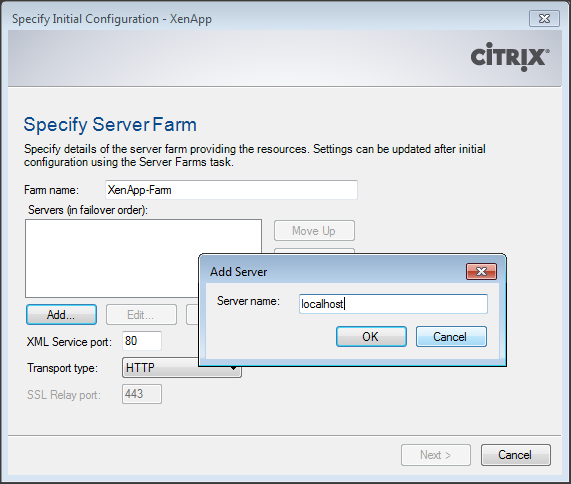 Specify Initial Configuration - XenApp
CITRIX®
Specify Server Farm
Specify details of the server farm providing the resources. Settings can be updated after initial
configuration using the Server Farms task.
Farm name: XenApp-Farm
Servers (in failover order):
Move Up
Add Server
Server name: localhost
OK Cancel
Add... Edit...
XML Service port: 80
Transport type: HTTP
SSL Relay port: 443
Next > Cancel